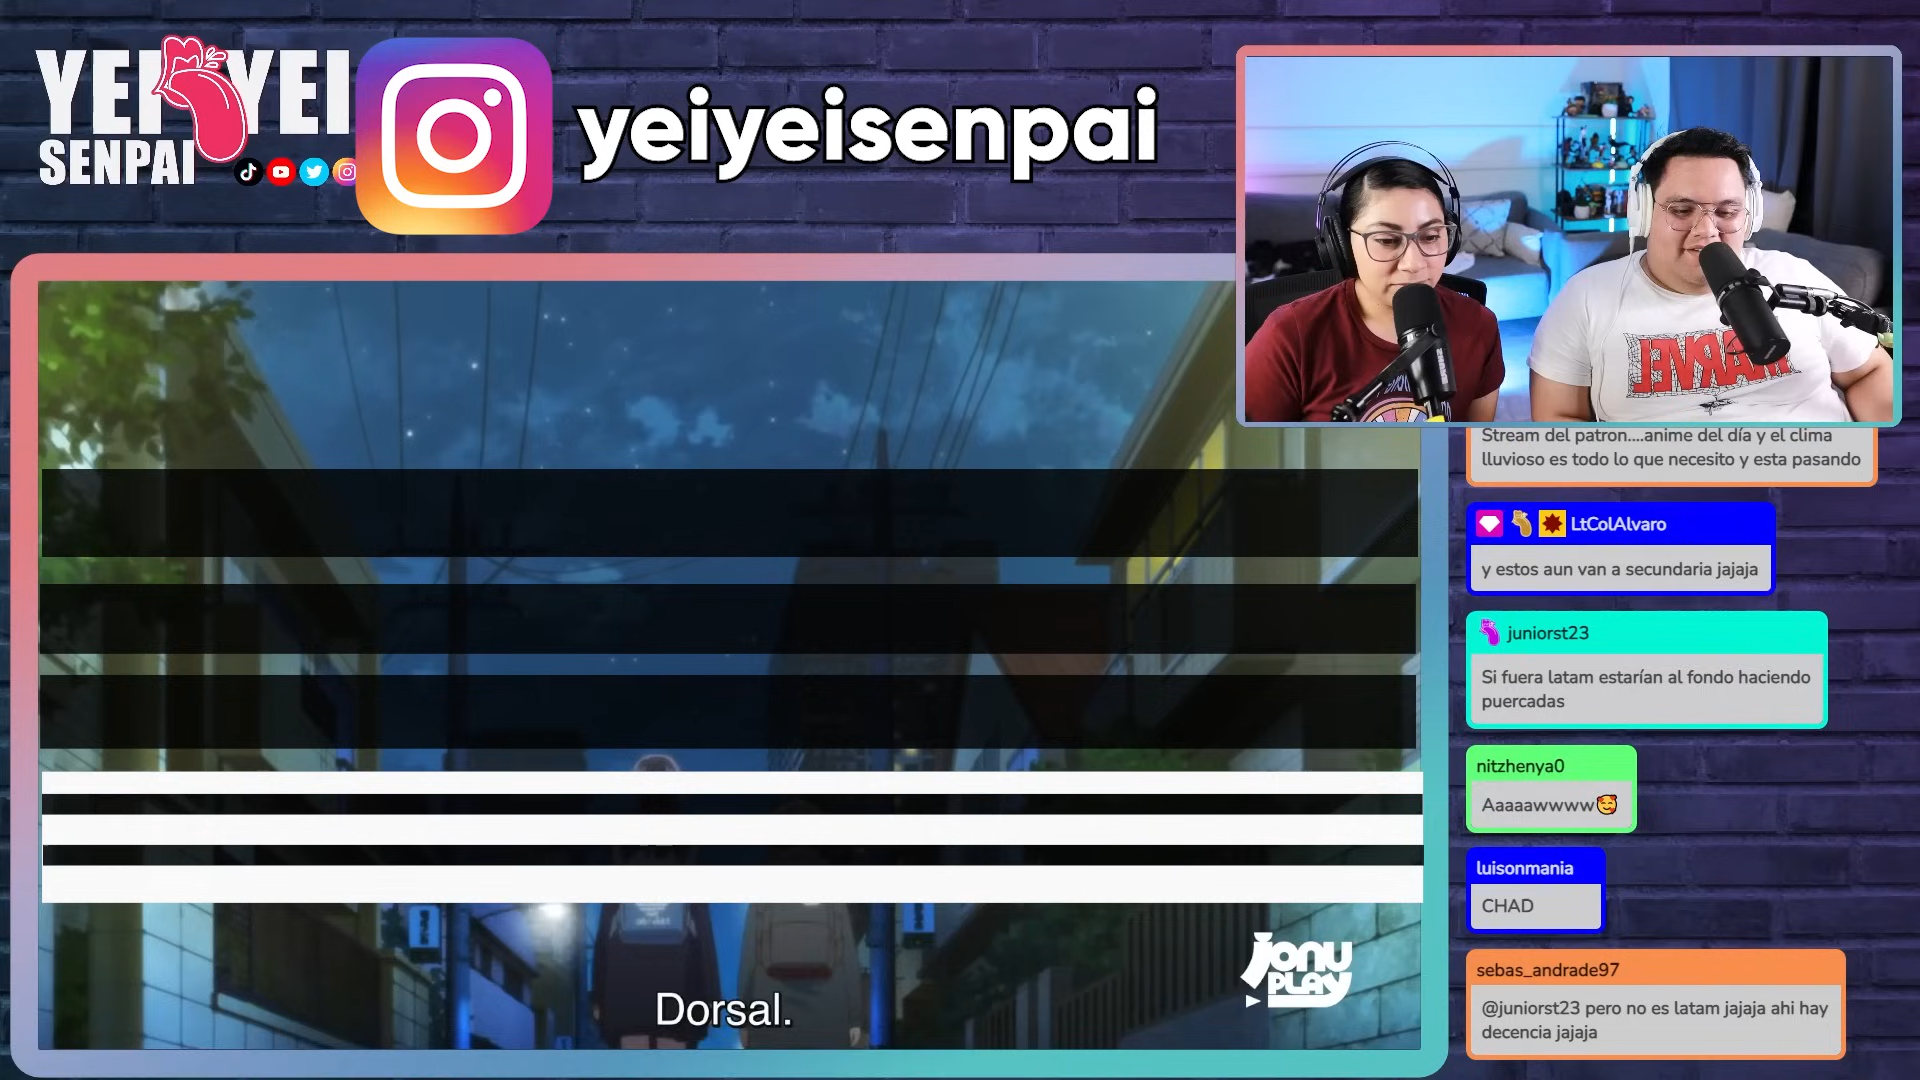 YEI YEI
SENPAI
yeiyeisenpai
MARVEL
Stream del patron....anime del día y el clima
lluvioso es todo lo que necesito y esta pasando
LtColAlvaro
y estos aun van a secundaria jajaja
juniorst23
Si fuera latam estarían al fondo haciendo
puercadas
nitzhenya0
Aaaaawwww🥰
luisonmania
CHAD
sebas_andrade97
@juniorst23 pero no es latam jajaja ahi hay
decencia jajaja
Dorsal.
Jonu
PLAY